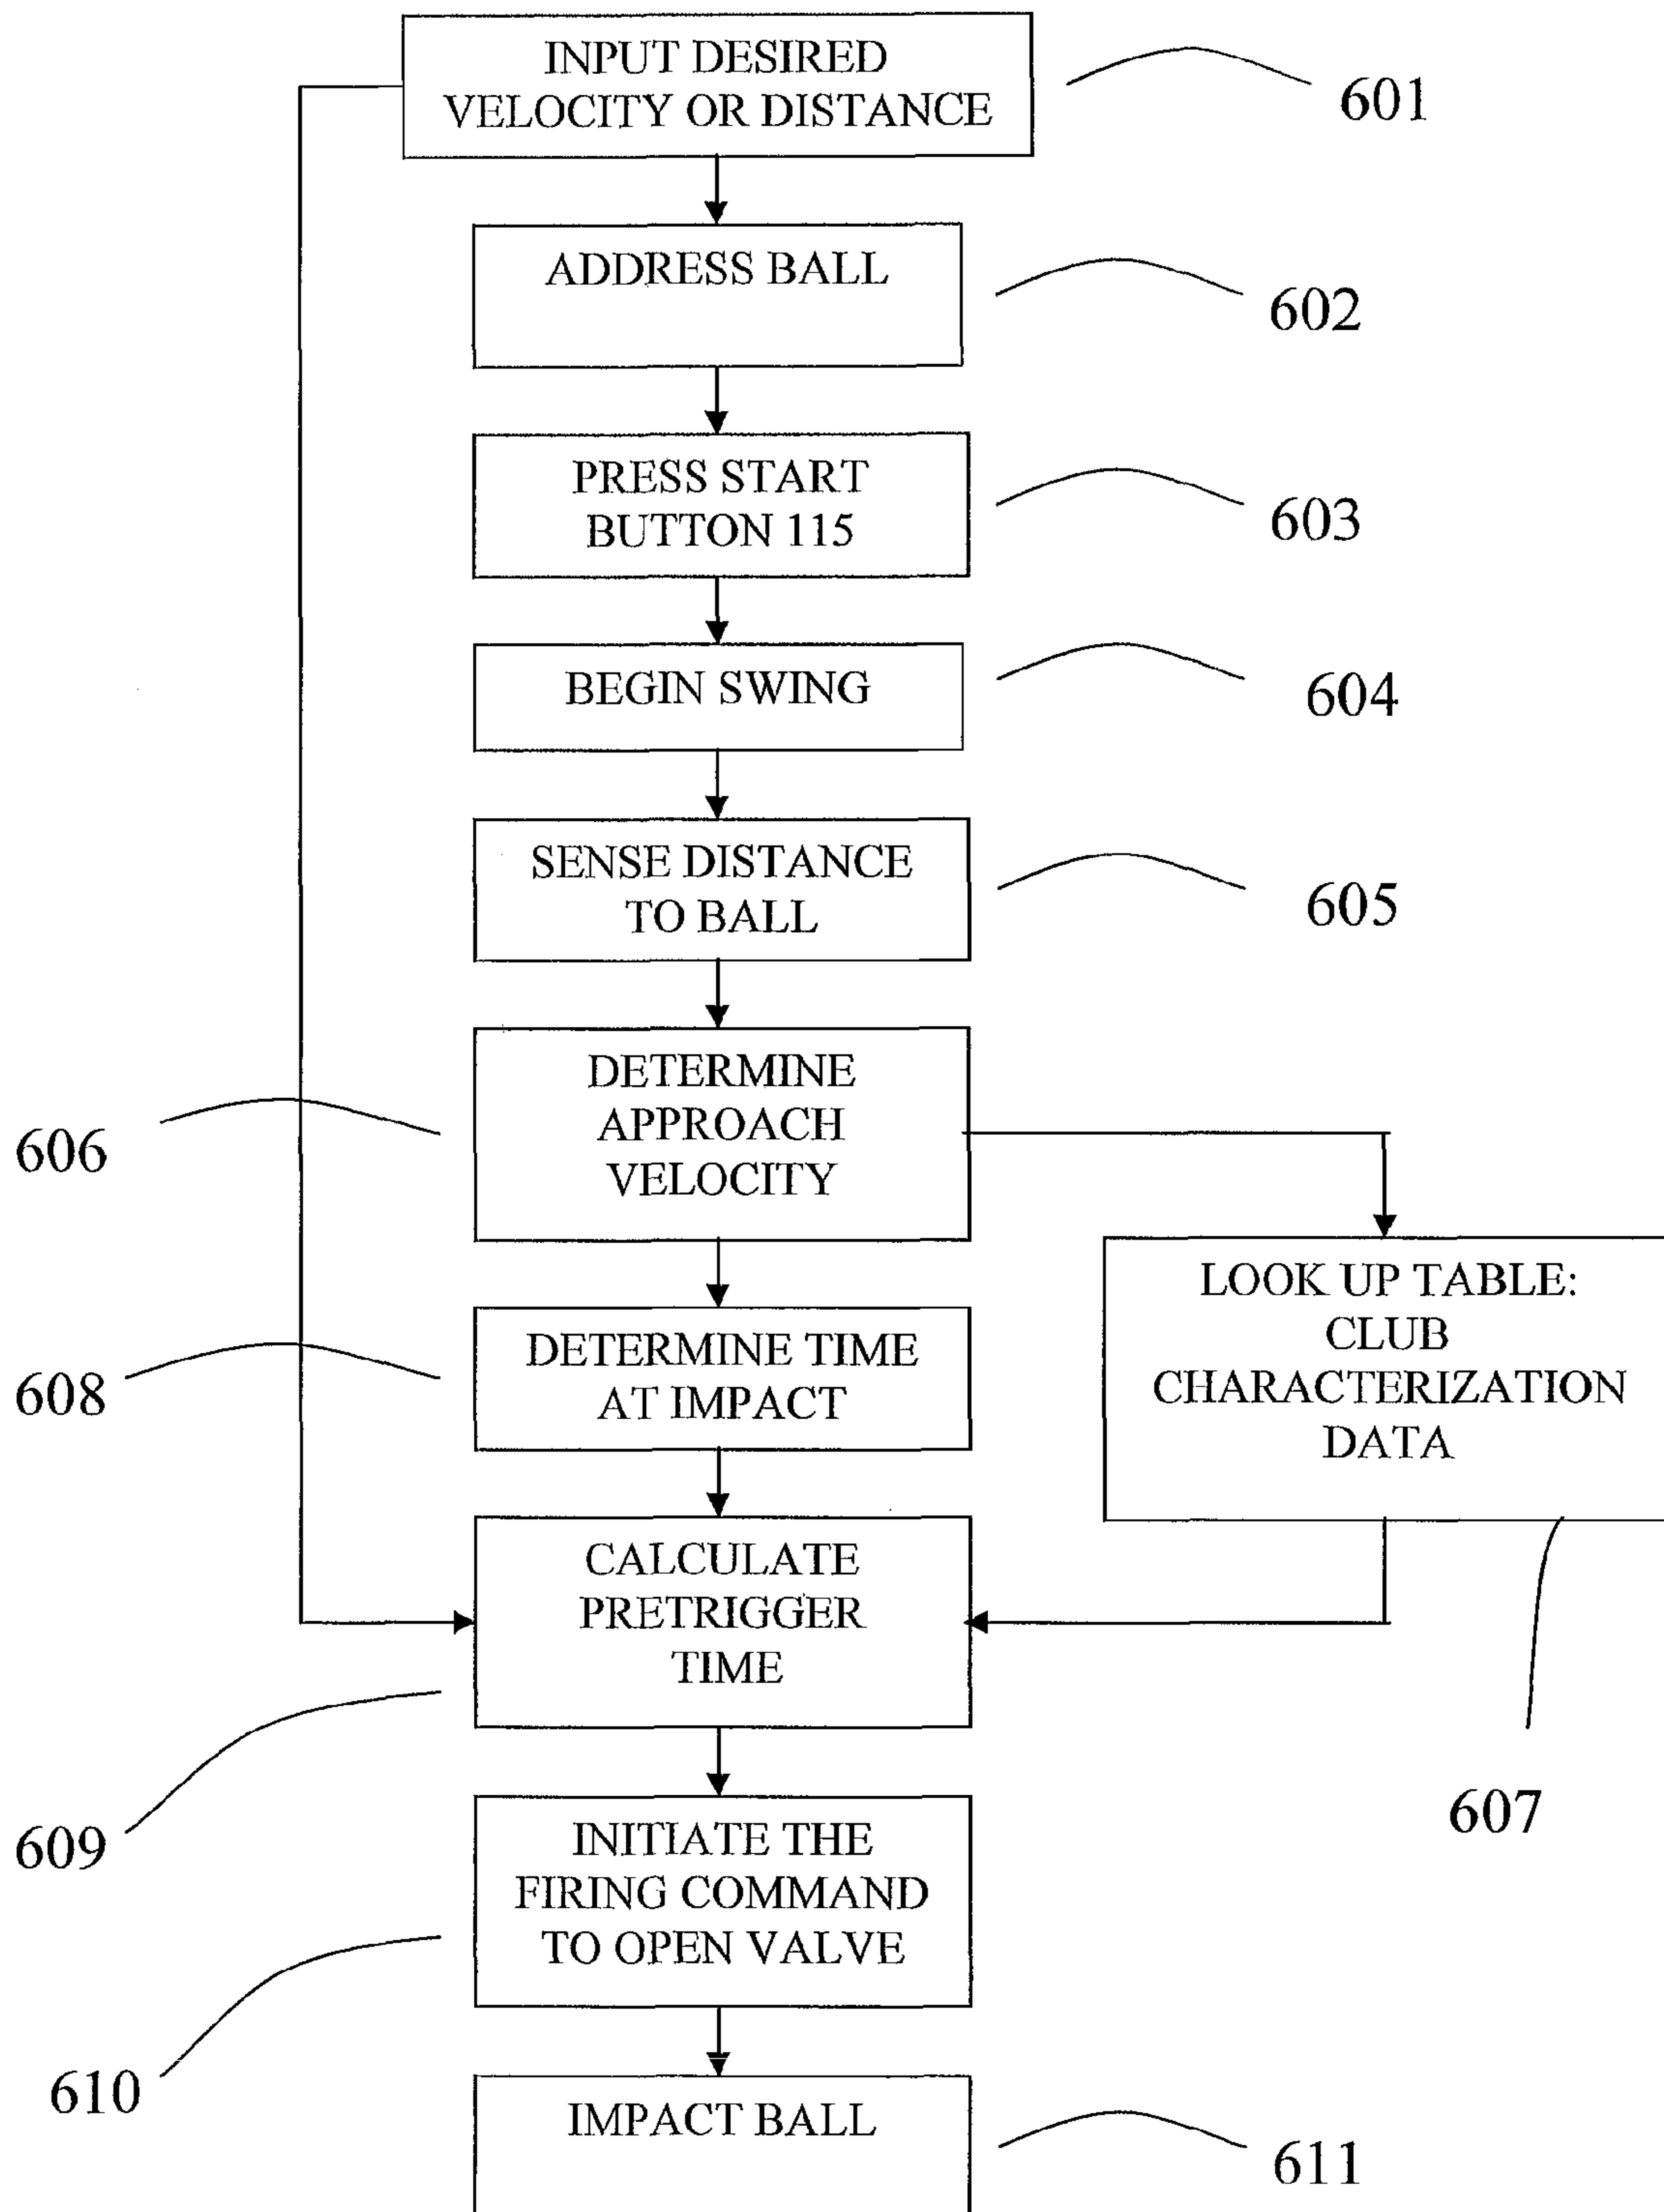 INPUT DESIRED
VELOCITY OR DISTANCE
601
ADDRESS BALL
602
PRESS START
BUTTON 115
603
BEGIN SWING
604
SENSE DISTANCE
TO BALL
605
DETERMINE
APPROACH
VELOCITY
606
LOOK UP TABLE:
CLUB
CHARACTERIZATION
DATA
607
DETERMINE TIME
AT IMPACT
608
CALCULATE
PRETRIGGER
TIME
609
INITIATE THE
FIRING COMMAND
TO OPEN VALVE
610
IMPACT BALL
611